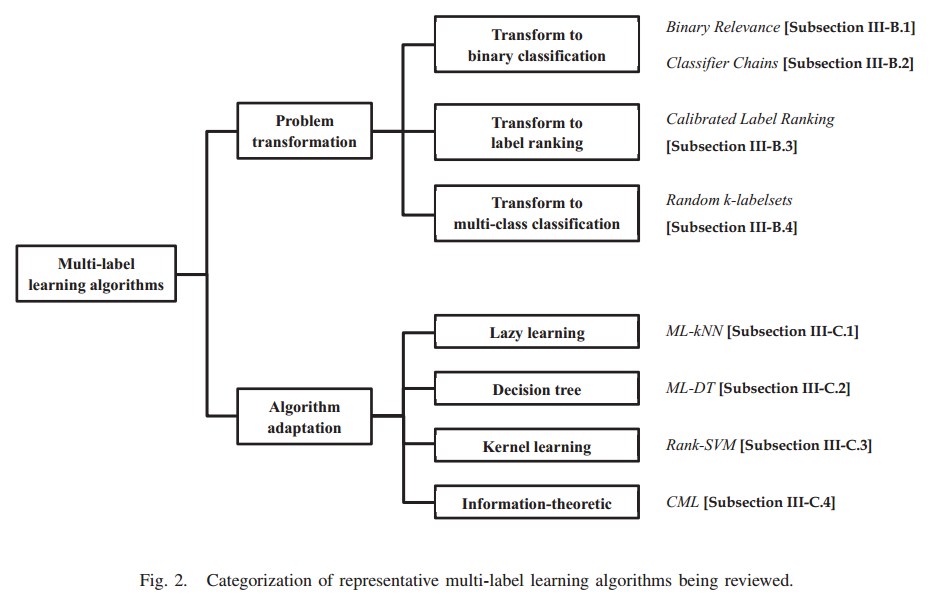 Transform to
binary classification
Binary Relevance [Subsection III-B.1]
Classifier Chains [Subsection III-B.2]
Problem
transformation
Transform to
label ranking
Calibrated Label Ranking
[Subsection III-B.3]
Transform to
multi-class classification
Random k-labelsets
[Subsection III-B.4]
Multi-label
learning algorithms
Lazy learning
ML-kNN [Subsection III-C.1]
Decision tree
ML-DT [Subsection III-C.2]
Algorithm
adaptation
Kernel learning
Rank-SVM [Subsection III-C.3]
Information-theoretic
CML [Subsection III-C.4]
Fig. 2. Categorization of representative multi-label learning algorithms being reviewed.